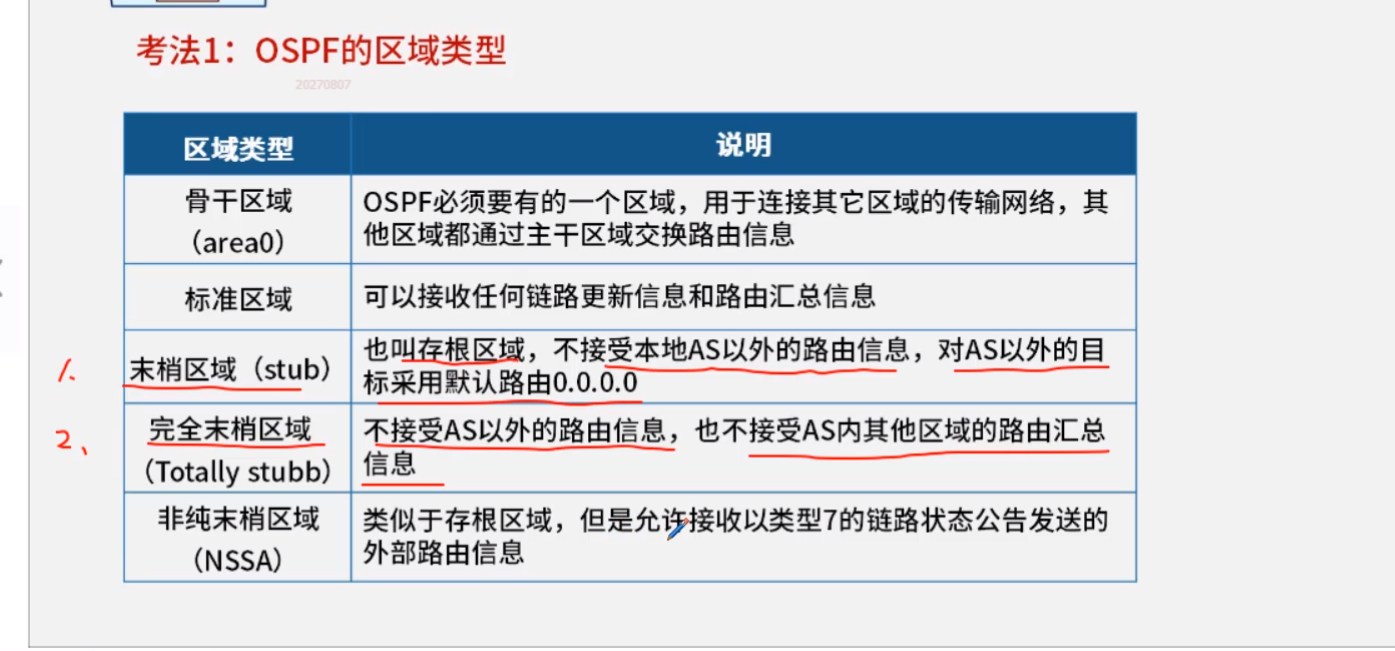 考法1：OSPF的区域类型
20270807
区域类型
说明
骨干区域
（area0）
OSPF必须要有的一个区域，用于连接其它区域的传输网络，其
他区域都通过主干区域交换路由信息
标准区域
可以接收任何链路更新信息和路由汇总信息
1.
末梢区域（stub）
也叫存根区域，不接受本地AS以外的路由信息，对AS以外的目
标采用默认路由0.0.0.0
2、
完全末梢区域
（Totally stubb）
不接受AS以外的路由信息，也不接受AS内其他区域的路由汇总
信息
非纯末梢区域
（NSSA）
类似于存根区域，但是允许接收以类型7的链路状态公告发送的
外部路由信息